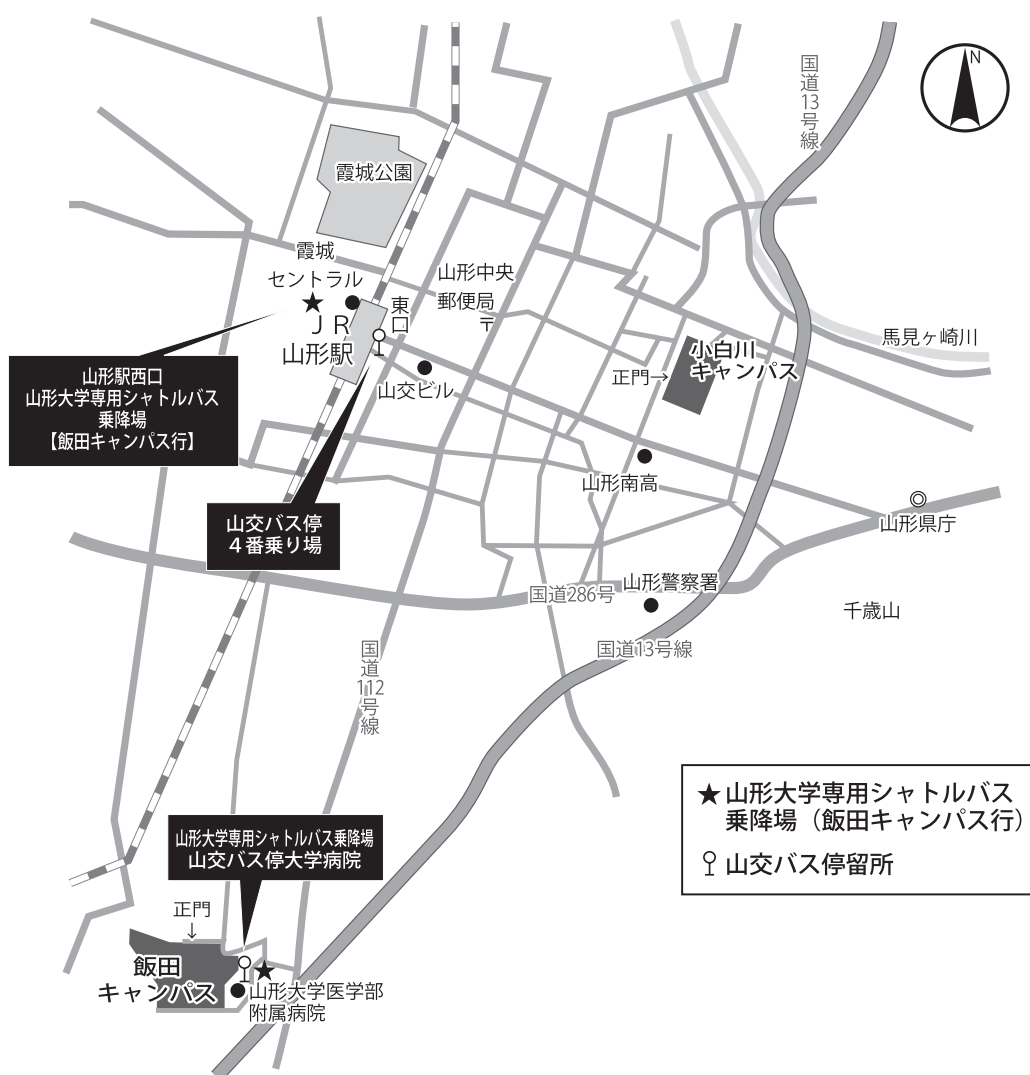 N
国道13号線
霞城公園
霞城
セントラル
ＪＲ
山形駅
東口
山形中央
郵便局
〒
馬見ヶ崎川
小白川
キャンパス
正門→
山交ビル
山形駅西口
山形大学専用シャトルバス
乗降場
【飯田キャンパス行】
山形南高
山形県庁
山交バス停
４番乗り場
国道286号
山形警察署
千歳山
国道13号線
国道112号線
★山形大学専用シャトルバス
乗降場（飯田キャンパス行）
山交バス停留所
山形大学専用シャトルバス乗降場
山交バス停大学病院
正門
↓
飯田
キャンパス
山形大学医学部
附属病院